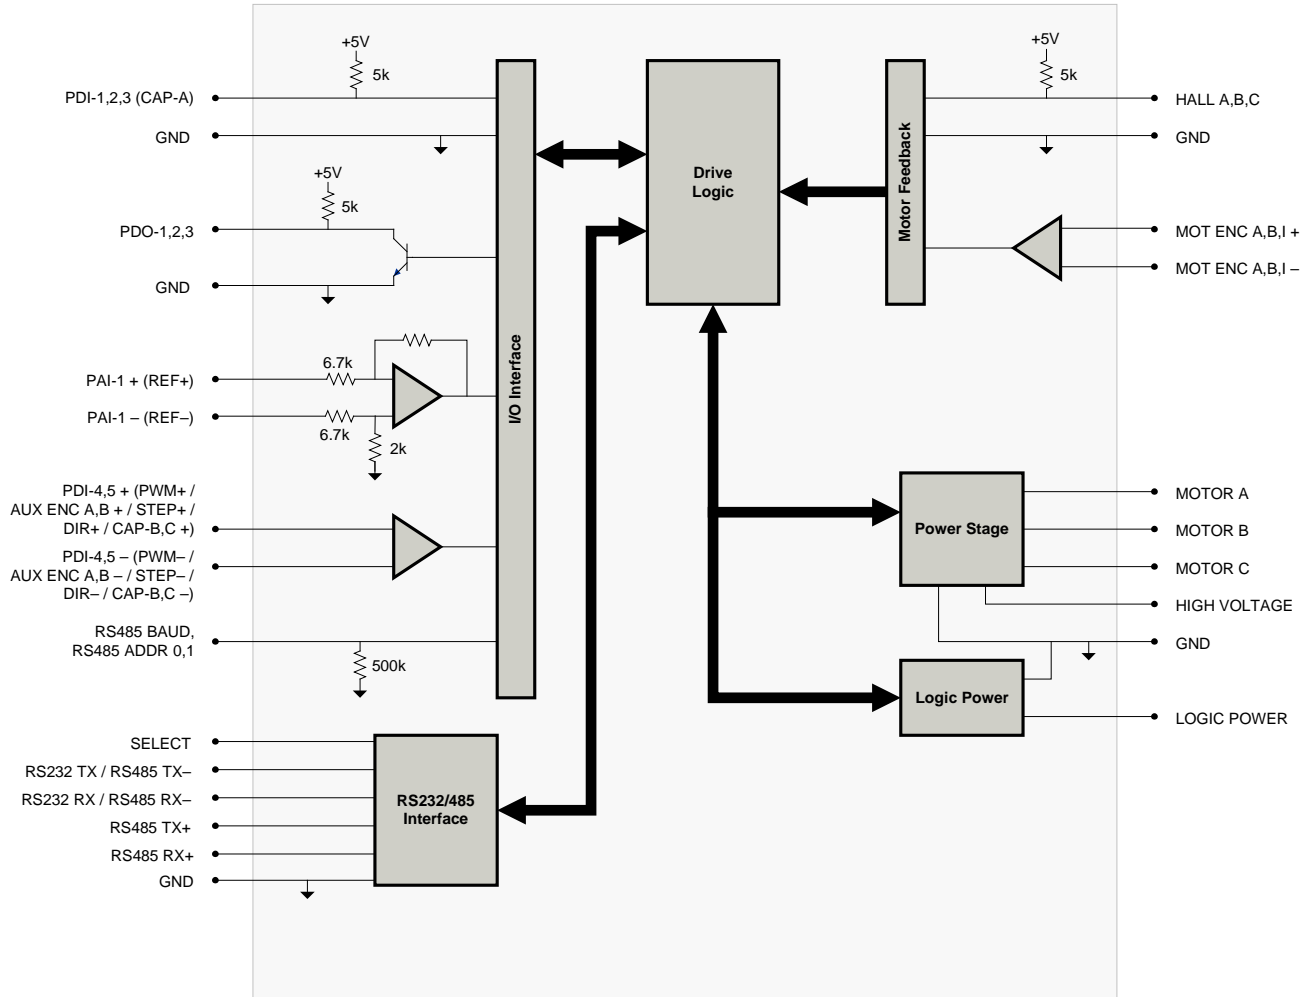 +5V
5k
PDI-1,2,3 (CAP-A)
GND
+5V
5k
PDO-1,2,3
GND
6.7k
PAI-1 + (REF+)
PAI-1 – (REF–)
6.7k
2k
PDI-4,5 + (PWM+ /
AUX ENC A,B + / STEP+ /
DIR+ / CAP-B,C +)
PDI-4,5 – (PWM– /
AUX ENC A,B – / STEP– /
DIR– / CAP-B,C –)
RS485 BAUD,
RS485 ADDR 0,1
500k
I/O Interface
SELECT
RS232 TX / RS485 TX–
RS232 RX / RS485 RX–
RS485 TX+
RS485 RX+
GND
RS232/485
Interface
Drive
Logic
Motor Feedback
+5V
5k
HALL A,B,C
GND
MOT ENC A,B,I +
MOT ENC A,B,I –
Power Stage
MOTOR A
MOTOR B
MOTOR C
HIGH VOLTAGE
GND
Logic Power
LOGIC POWER